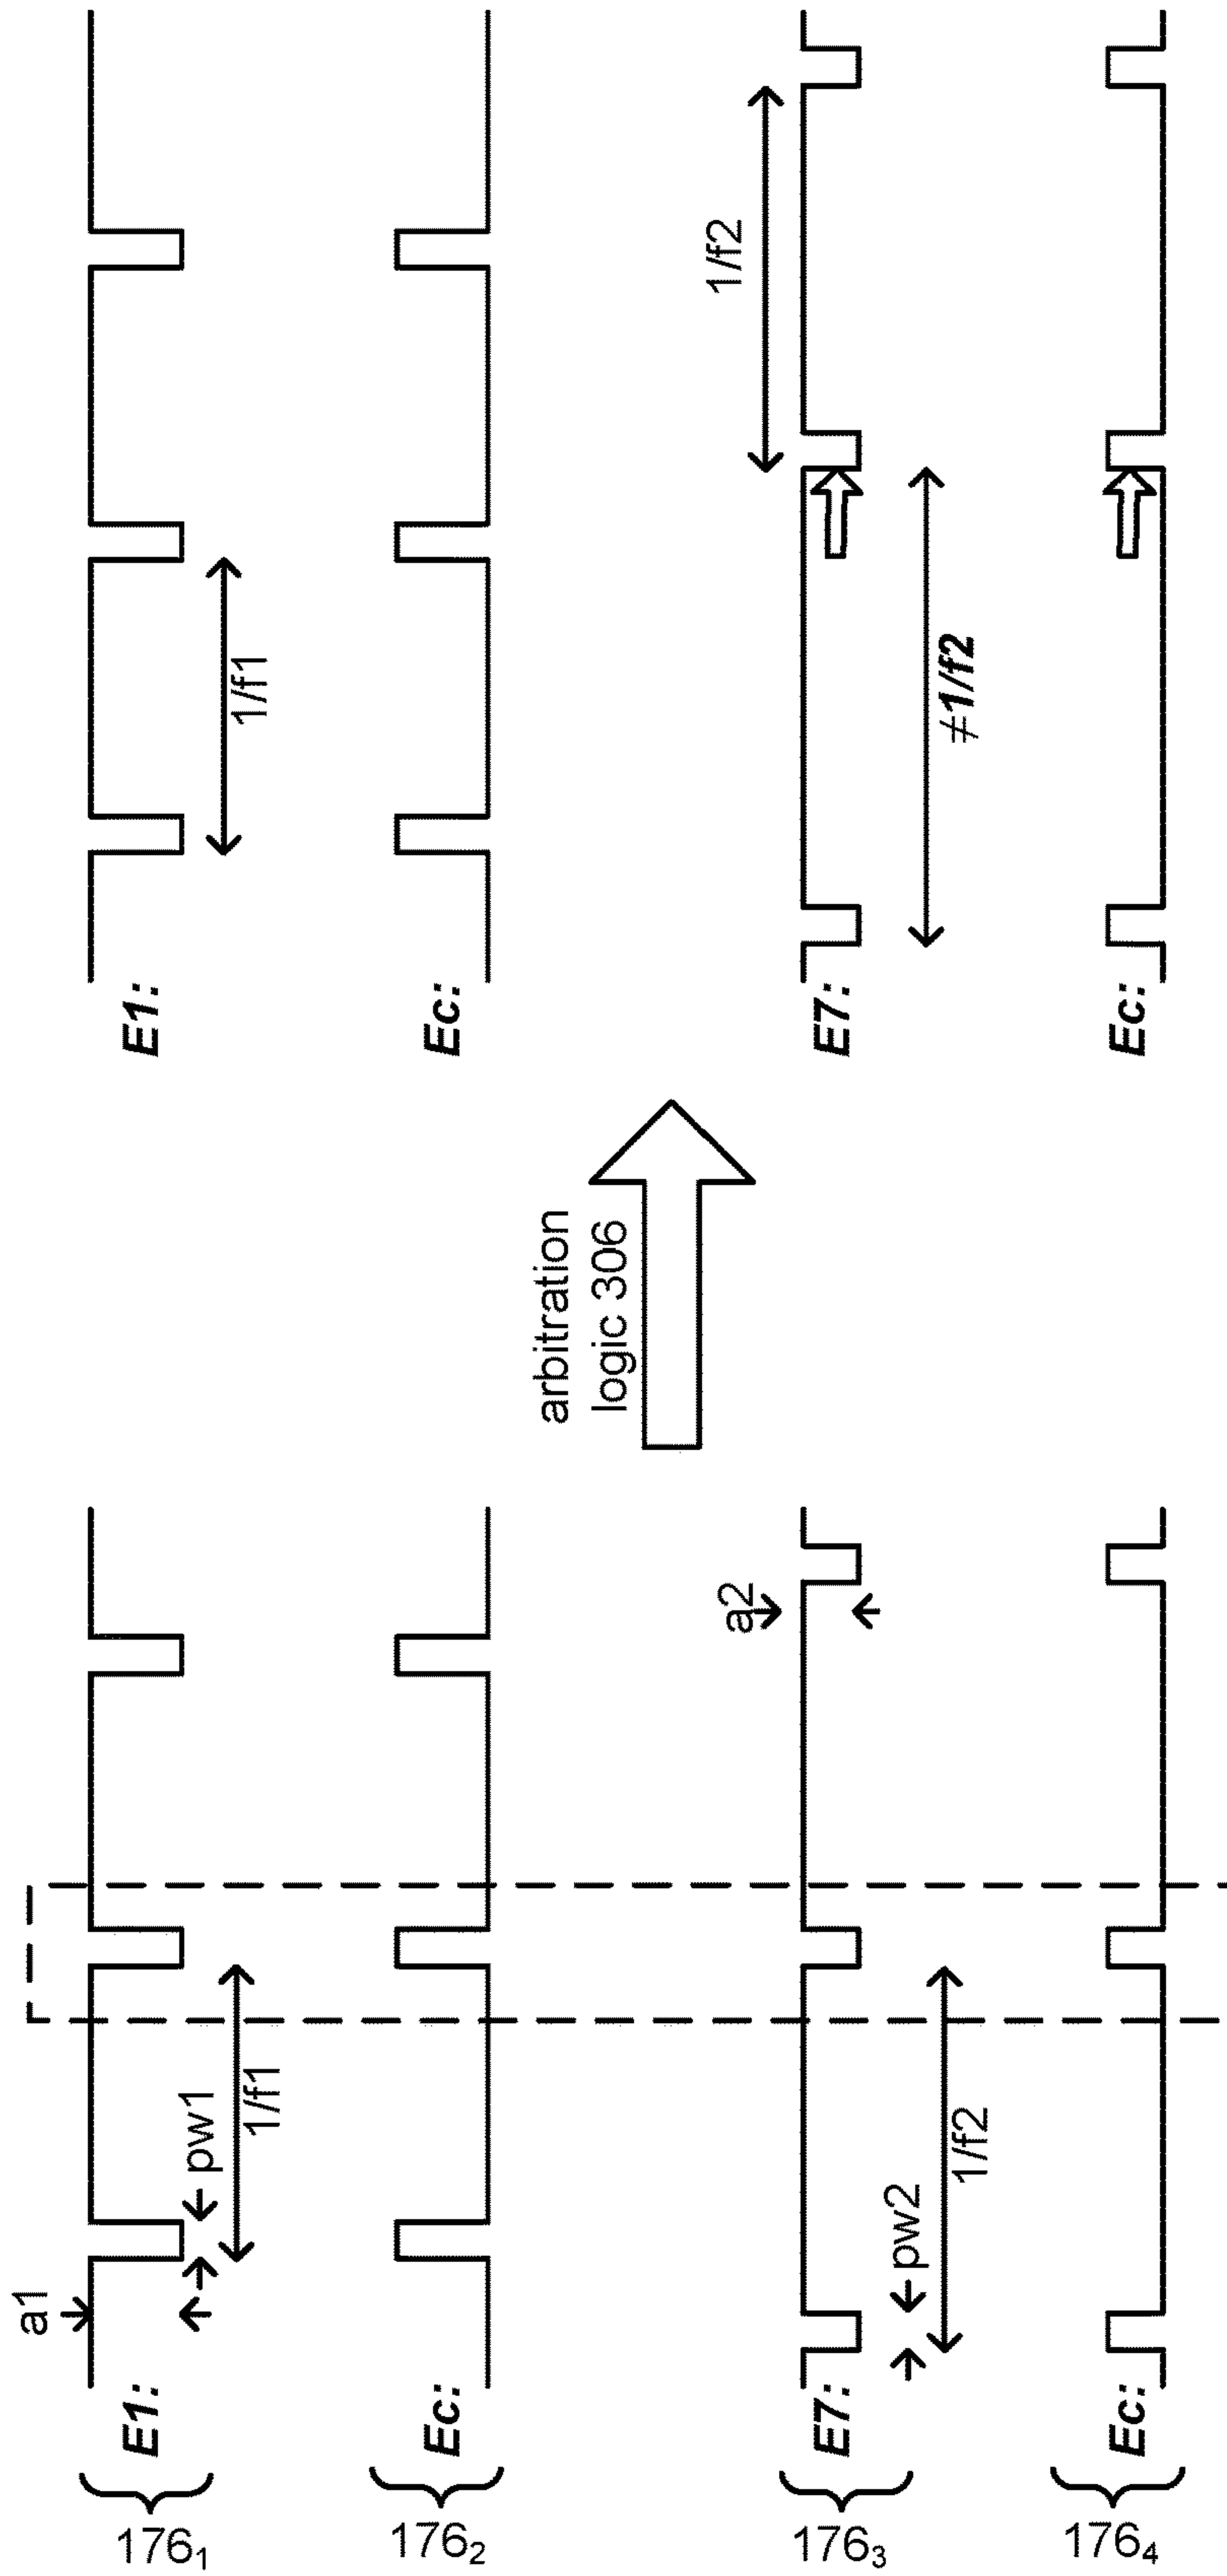 176₁
E1:
a1
pw1
1/f1
176₂
Ec:
176₃
E7:
pw2
1/f2
a2
176₄
Ec:
arbitration
logic 306
E1:
1/f1
Ec:
E7:
≠1/f2
1/f2
Ec: